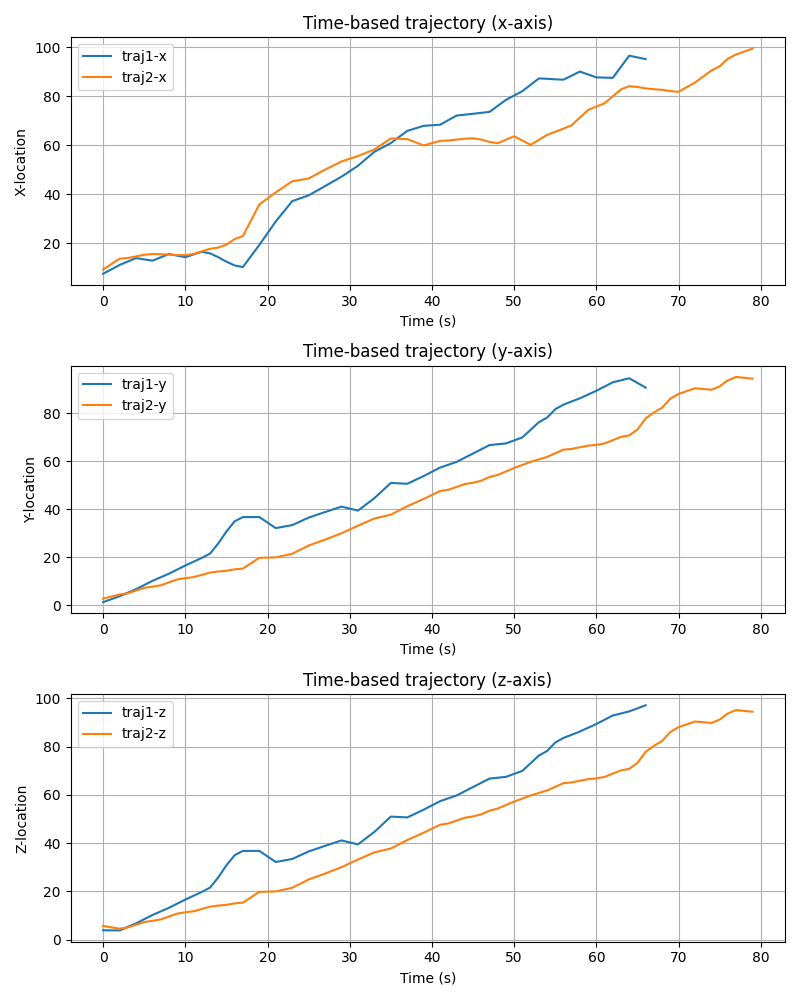 Time-based trajectory (x-axis)
traj1-x
traj2-x
X-location
100
80
60
40
20
0 10 20 30 40 50 60 70 80
Time (s)
Time-based trajectory (y-axis)
traj1-y
traj2-y
Y-location
80
60
40
20
0
0 10 20 30 40 50 60 70 80
Time (s)
Time-based trajectory (z-axis)
traj1-z
traj2-z
Z-location
100
80
60
40
20
0
0 10 20 30 40 50 60 70 80
Time (s)